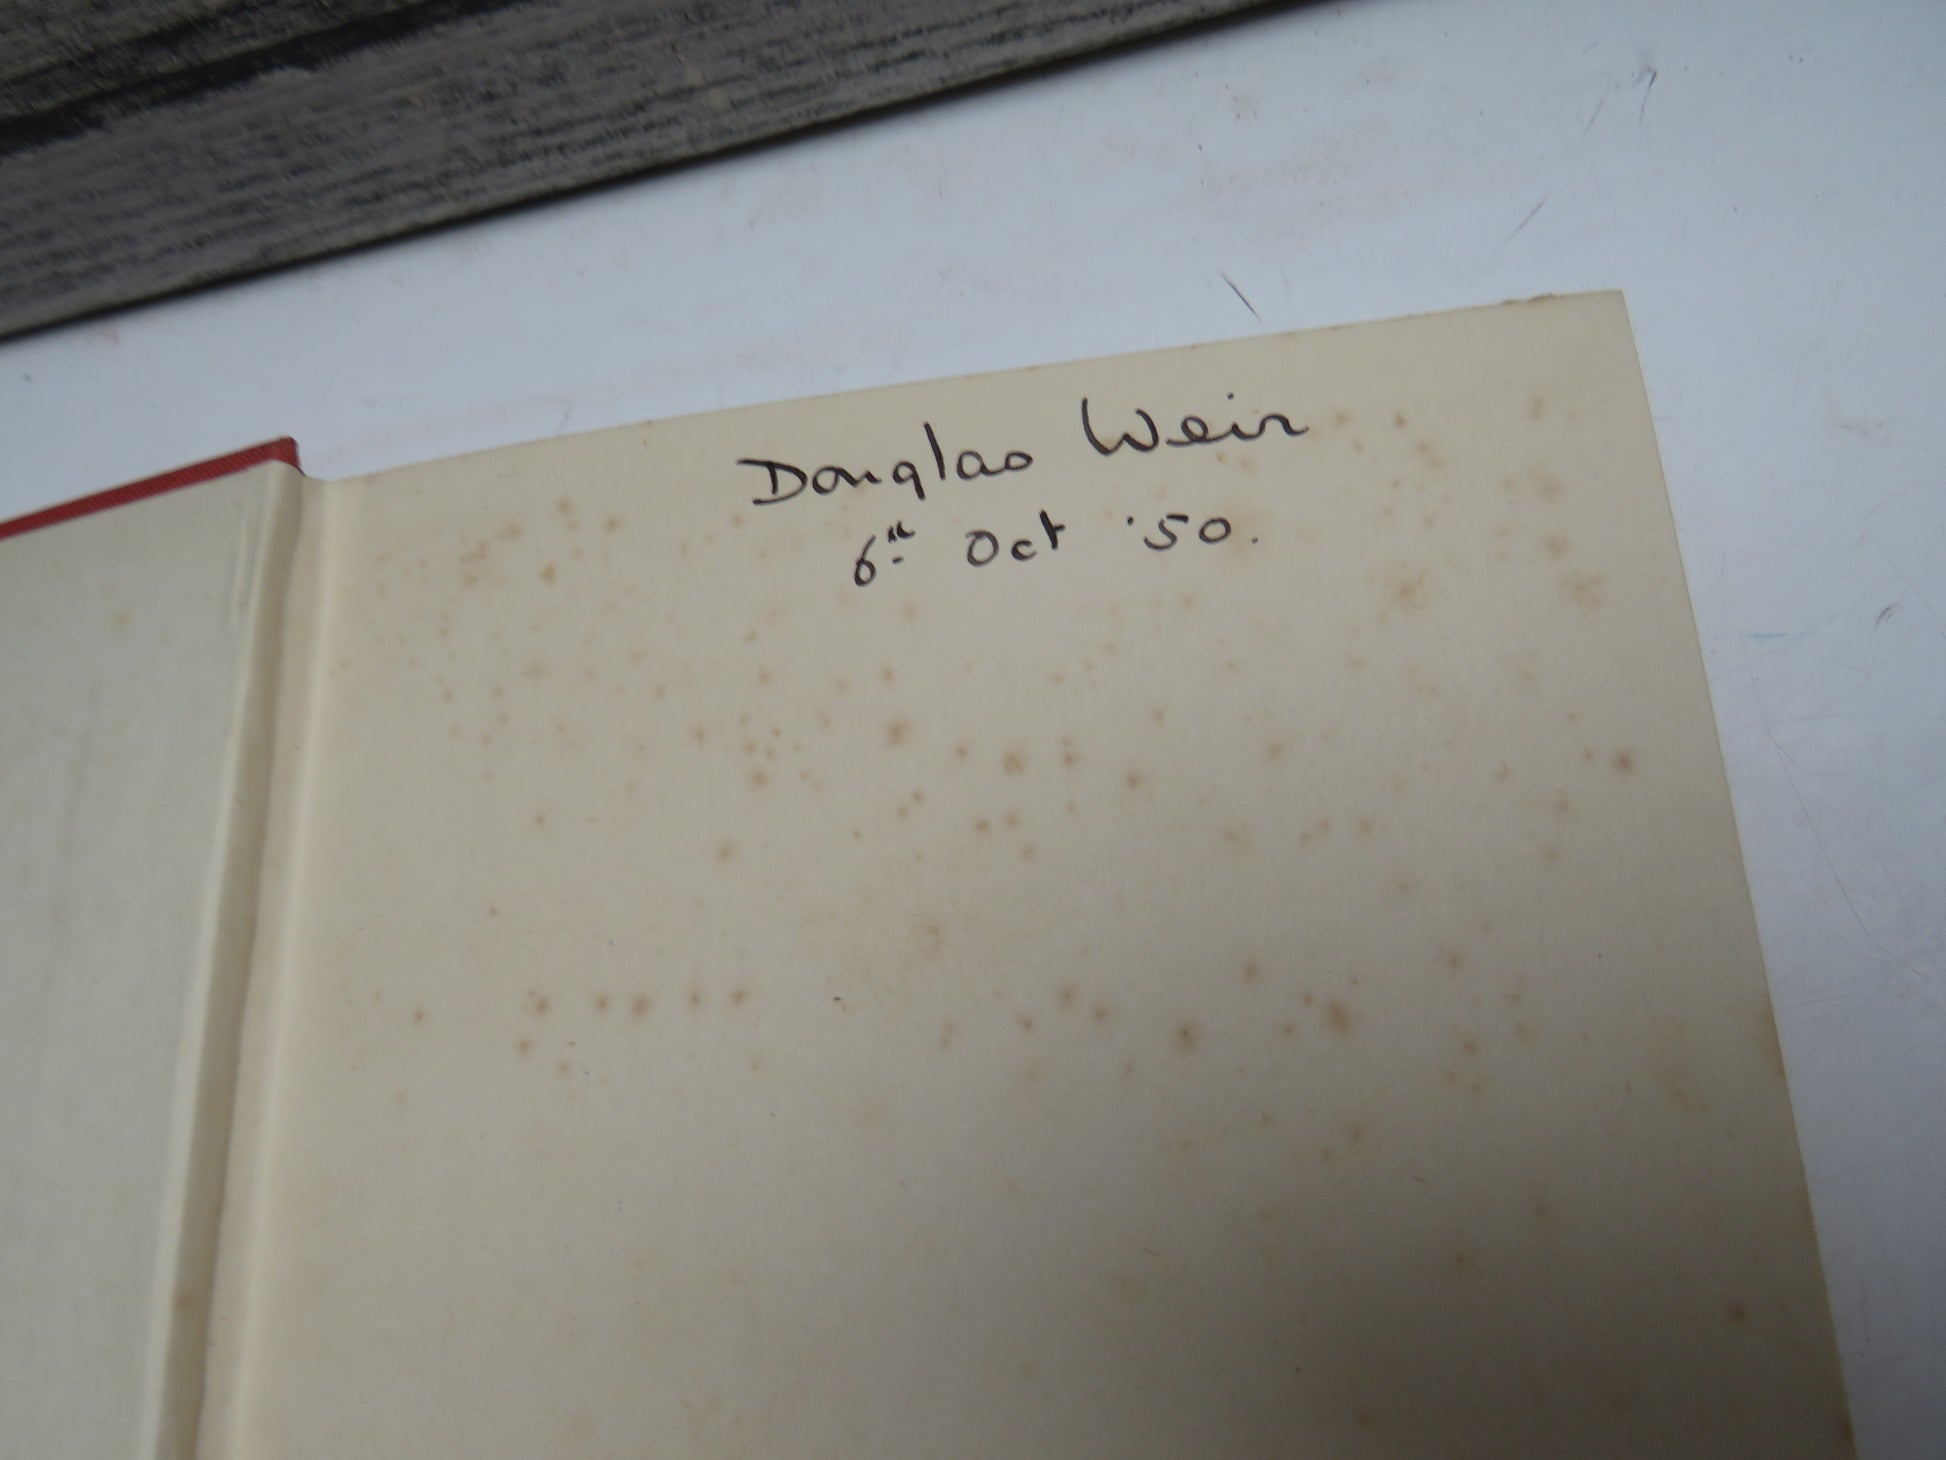 Douglas Weir
6th Oct '50.